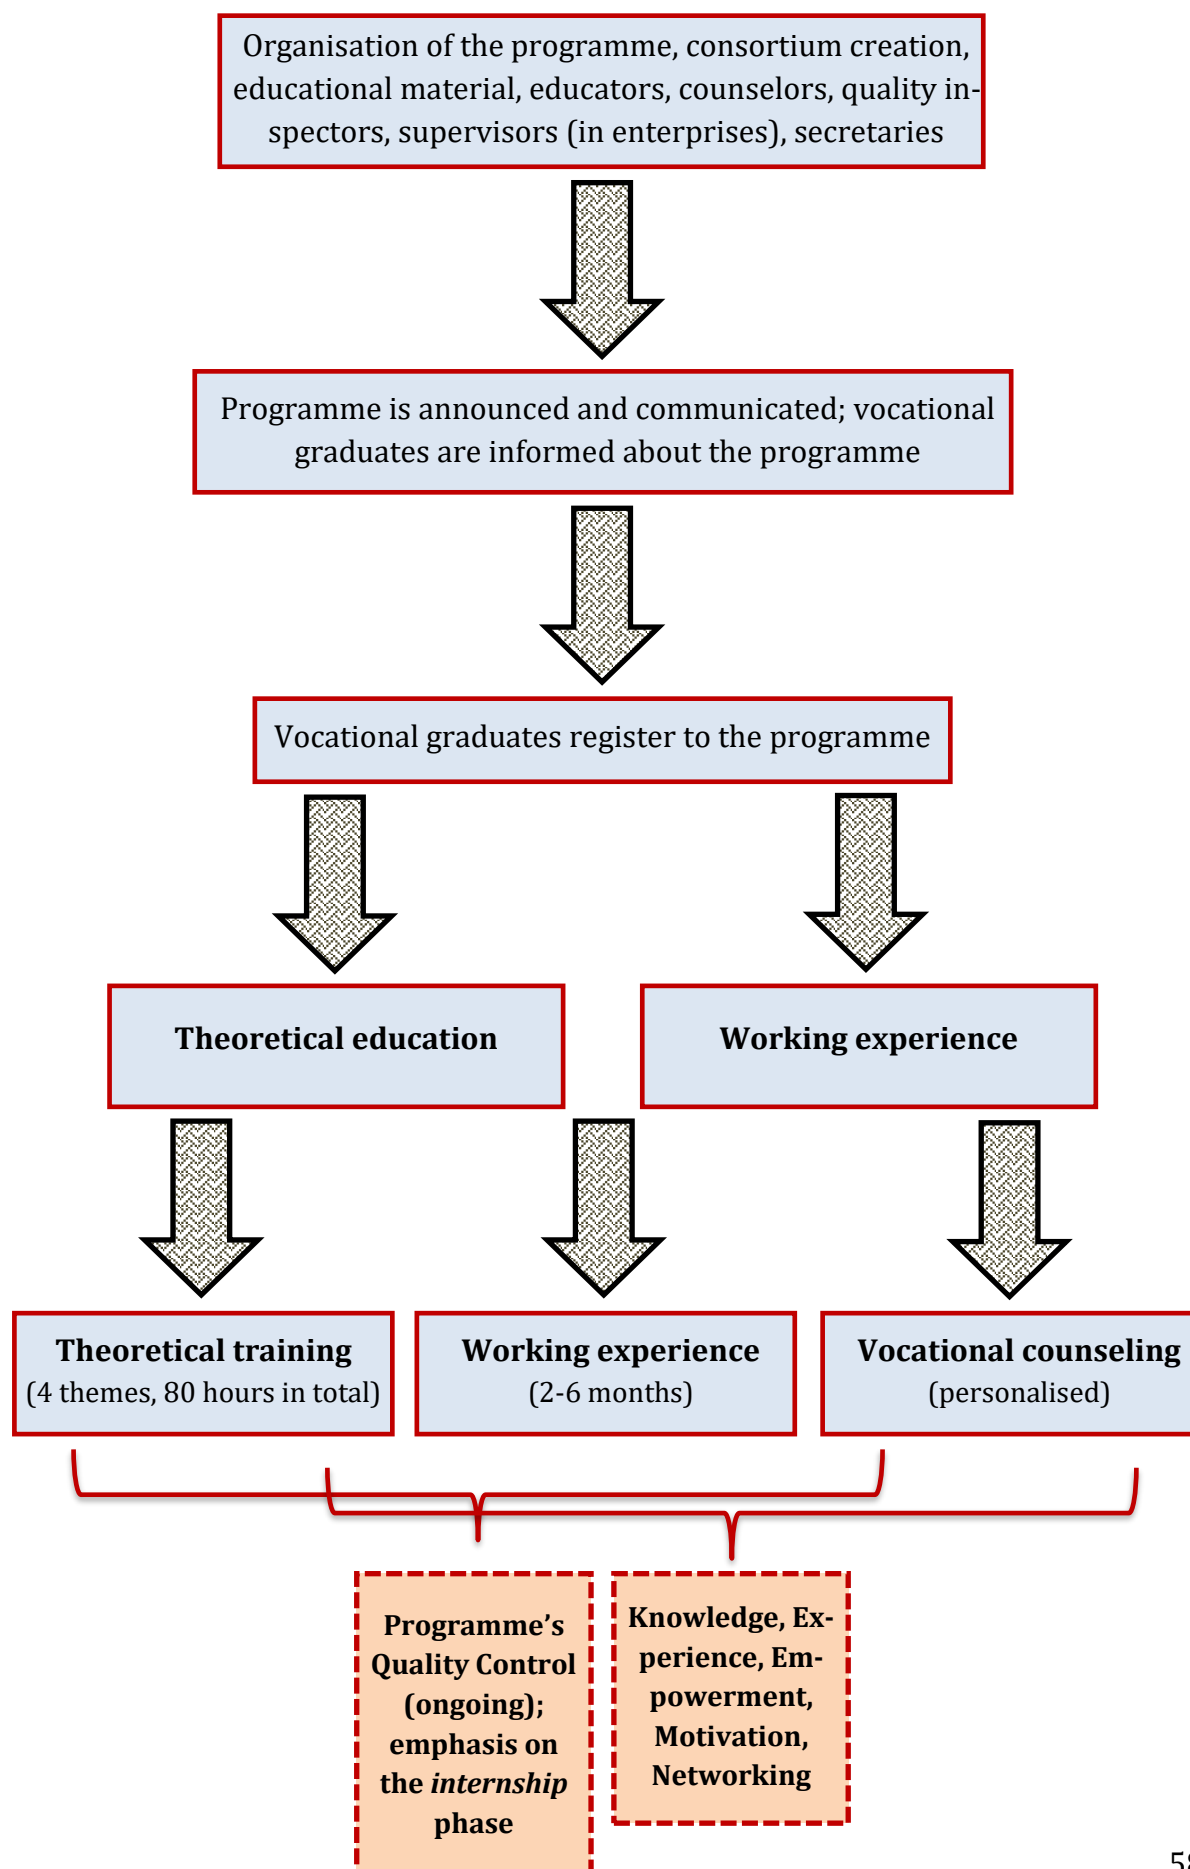 Organisation of the programme, consortium creation,
educational material, educators, counselors, quality in-
spectors, supervisors (in enterprises), secretaries
Programme is announced and communicated; vocational
graduates are informed about the programme
Vocational graduates register to the programme
Theoretical education
Working experience
Theoretical training
(4 themes, 80 hours in total)
Working experience
(2-6 months)
Vocational counseling
(personalised)
Programme’s
Quality Control
(ongoing);
emphasis on
the internship
phase
Knowledge, Ex-
perience, Em-
powerment,
Motivation,
Networking
58